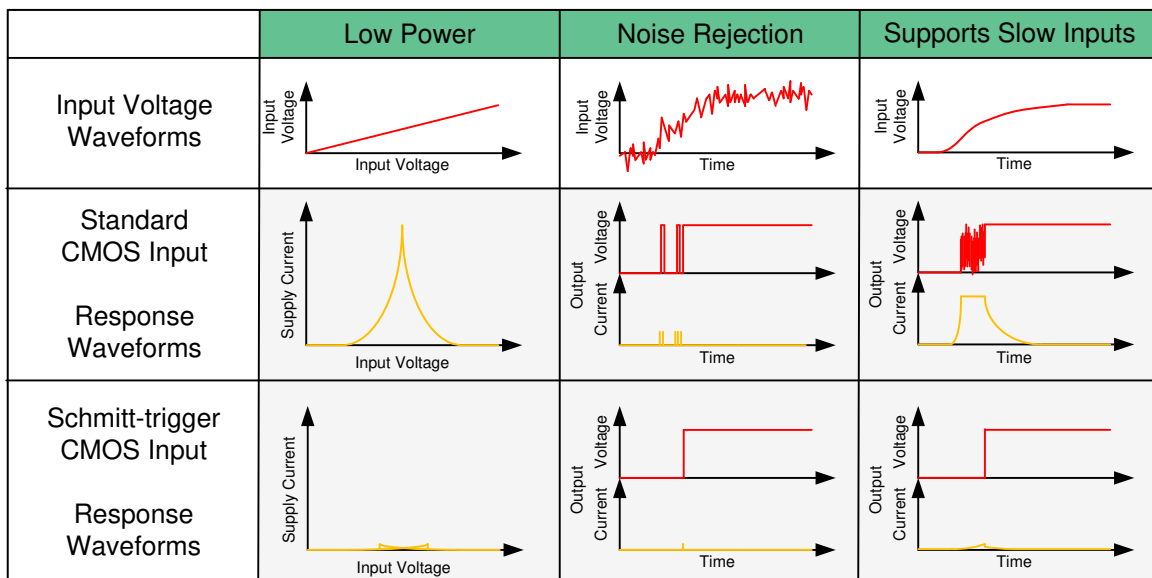 Low Power
Noise Rejection
Supports Slow Inputs
Input Voltage
Waveforms
Input
Voltage
Input Voltage
Input
Voltage
Time
Input
Voltage
Time
Standard
CMOS Input
Response
Waveforms
Supply Current
Input Voltage
Output
Voltage
Current
Time
Output
Voltage
Current
Time
Schmitt-trigger
CMOS Input
Response
Waveforms
Supply Current
Input Voltage
Output
Voltage
Current
Time
Output
Voltage
Current
Time